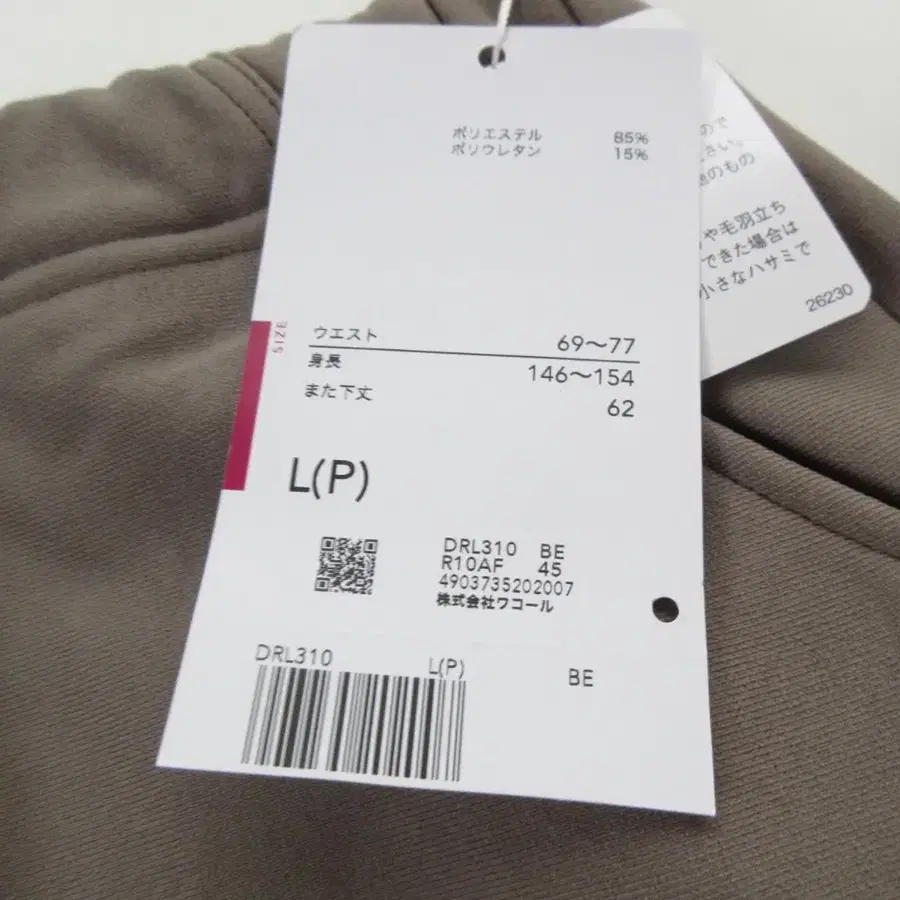 ポリエステル 85%
ポリウレタン 15%
SIZE
ウエスト 69〜77
身長 146〜154
また下丈 62
L(P)
DRL310 BE
R10AF 45
4903735202007
株式会社ワコール
DRL310 L(P) BE
ので
さい。
のもの
や毛羽立ち
できた場合は
小さなハサミで
26230